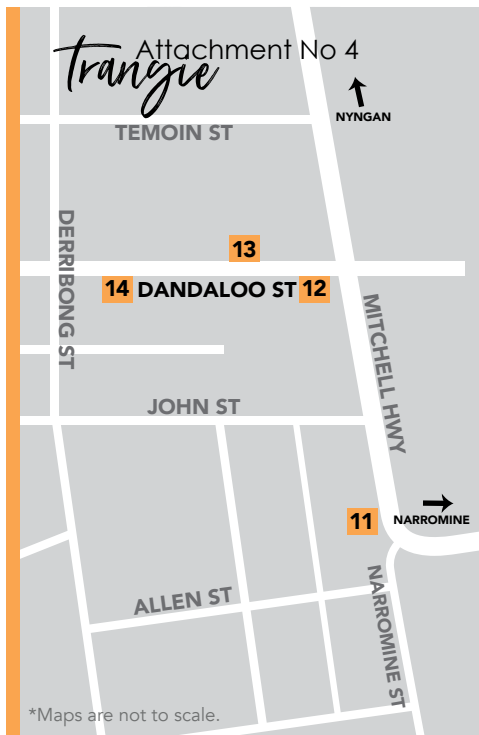 Attachment No 4
Trangie
NYNGAN
TEMOIN ST
DERRIBONG ST
13
14 DANDALOO ST 12
MITCHELL HWY
JOHN ST
11 NARROMINE
NARROMINE ST
ALLEN ST
*Maps are not to scale.